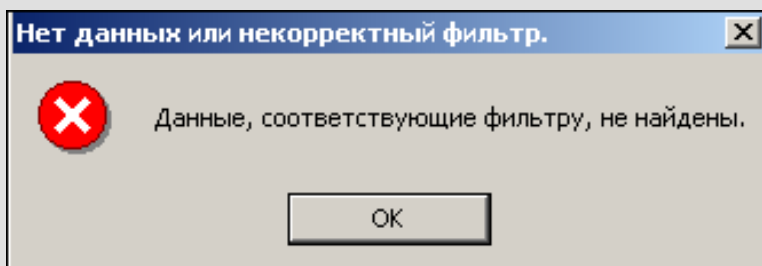 Нет данных или некорректный фильтр.
Данные, соответствующие фильтру, не найдены.
OK